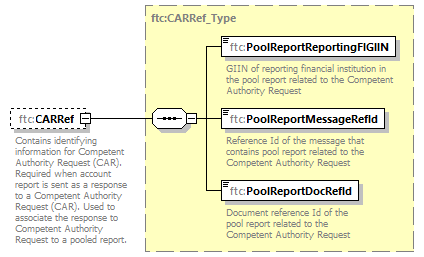 ftc:CARRef_Type
ftc:PoolReportReportingFIGIIN
GIIN of reporting financial institution in
the pool report related to the Competent
Authority Request
ftc:CARRef
Contains identifying
information for Competent
Authority Request (CAR).
Required when account
report is sent as a response
to a Competent Authority
Request (CAR). Used to
associate the response to
Competent Authority
Request to a pooled report.
ftc:PoolReportMessageRefId
Reference Id of the message that
contains pool report related to the
Competent Authority Request
ftc:PoolReportDocRefId
Document reference Id of the
pool report related to the
Competent Authority Request